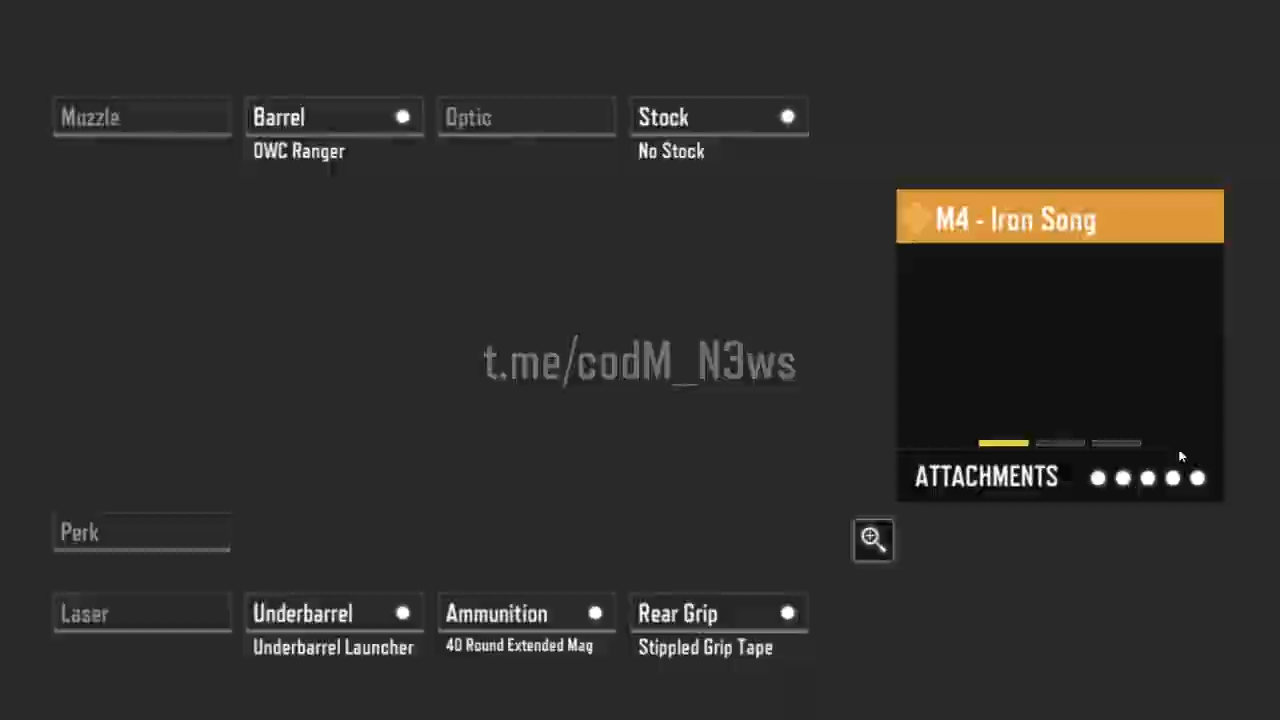 Muzzle
Barrel
Optic
Stock
OWC Ranger
No Stock
M4 - Iron Song
t.me/codM_N3ws
ATTACHMENTS
Perk
Laser
Underbarrel
Ammunition
Rear Grip
Underbarrel Launcher
40 Round Extended Mag
Stippled Grip Tape